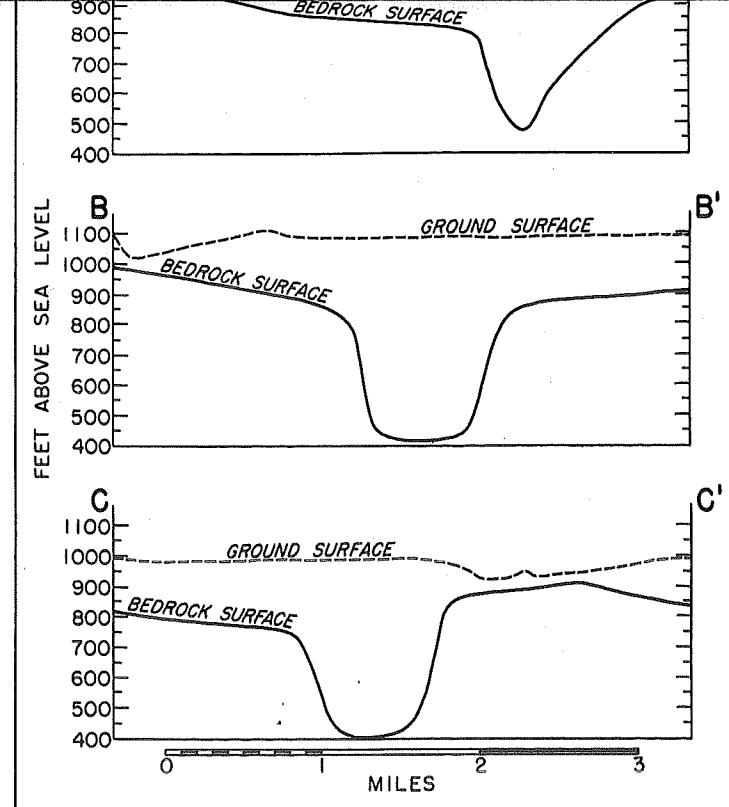 900
BEDROCK SURFACE
800
700
600
500
400
FEET ABOVE SEA LEVEL
B
B'
GROUND SURFACE
1100
1000
BEDROCK SURFACE
900
800
700
600
500
400
C
C'
1100
GROUND SURFACE
1000
900
BEDROCK SURFACE
800
700
600
500
400
0 1 2 3
MILES